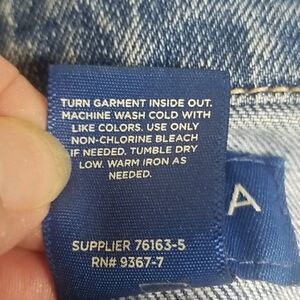 TURN GARMENT INSIDE OUT.
MACHINE WASH COLD WITH
LIKE COLORS. USE ONLY
NON-CHLORINE BLEACH
IF NEEDED. TUMBLE DRY
LOW. WARM IRON AS
NEEDED.
SUPPLIER 76163-5
RN# 9367-7
A